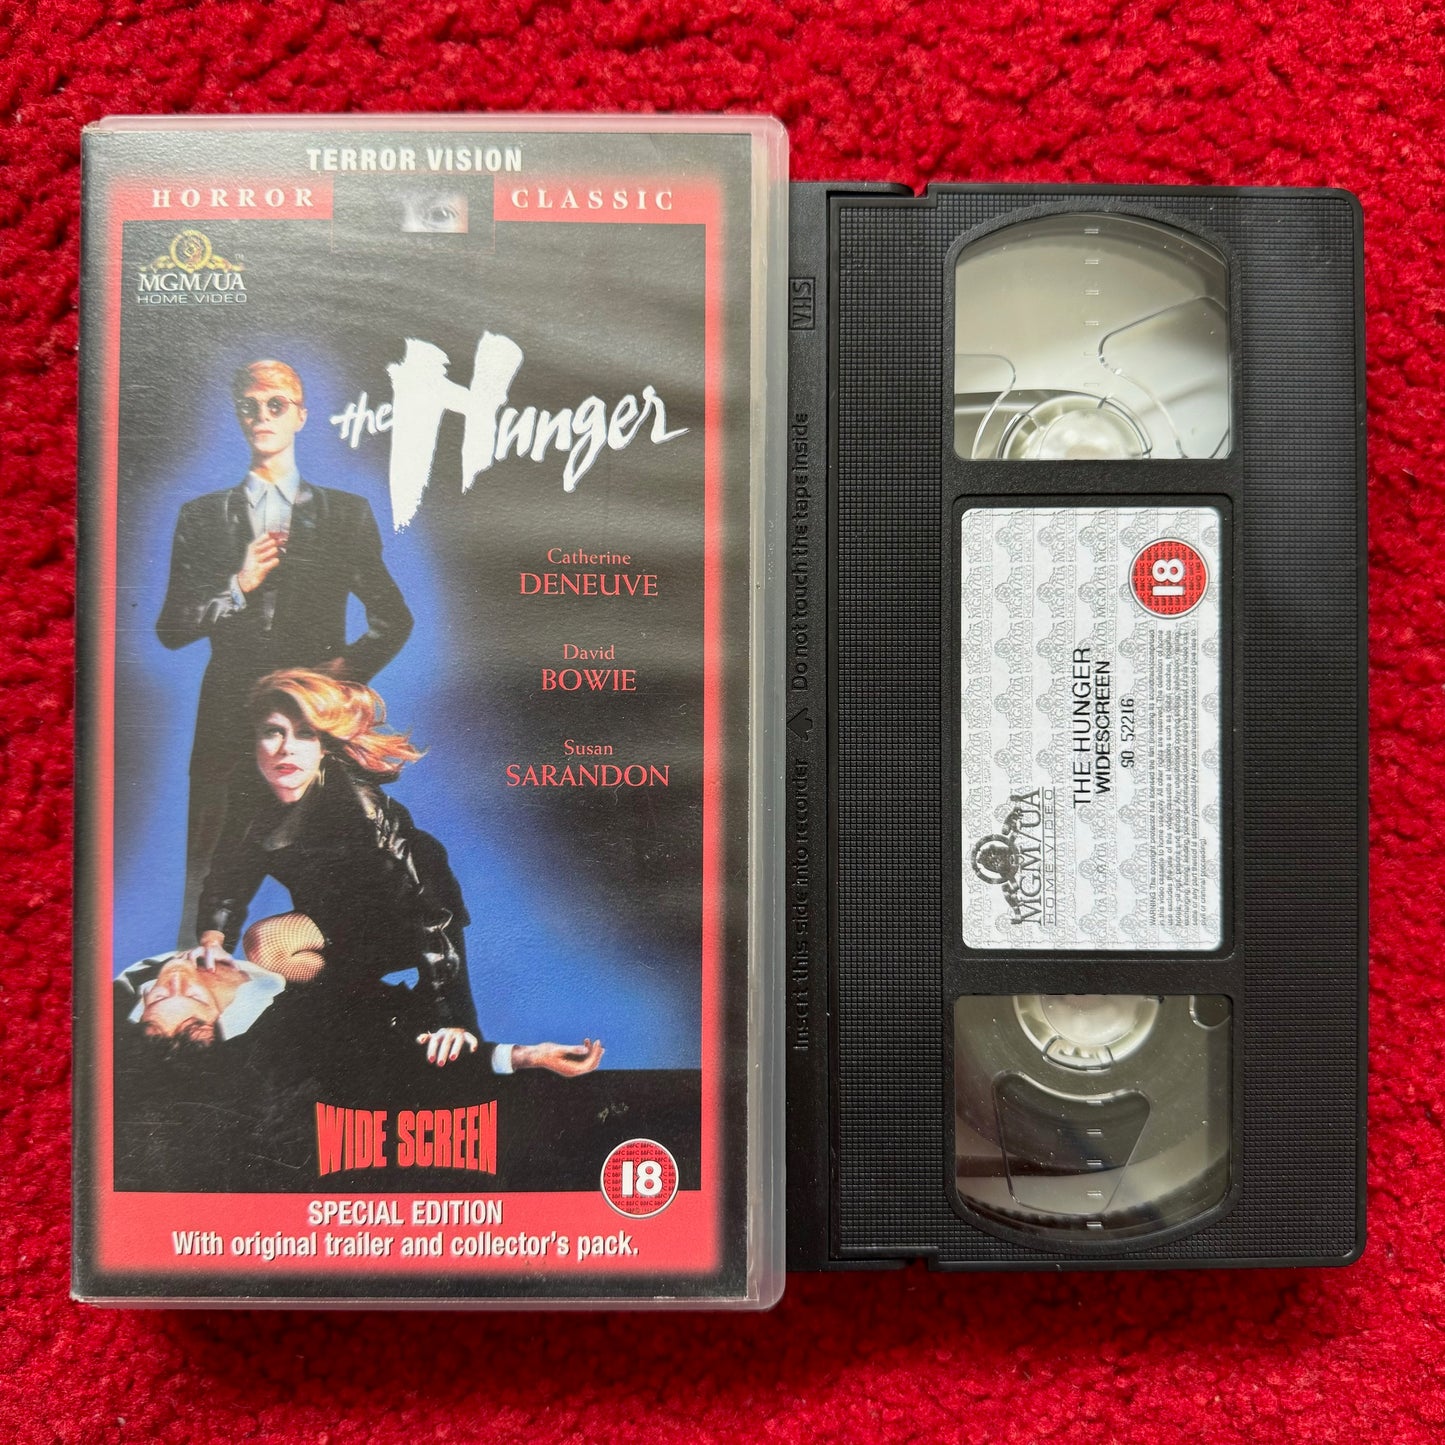 TERROR VISION
HORROR CLASSIC
MGM/UA
HOME VIDEO
the Hunger
Catherine
DENEUVE
David
BOWIE
Susan
SARANDON
WIDE SCREEN
18
SPECIAL EDITION
With original trailer and collector's pack.
VHS
Insert this side into recorder
Do not touch the tape inside
18
THE HUNGER
WIDESCREEN
SO 52216
MGM/UA
HOME VIDEO